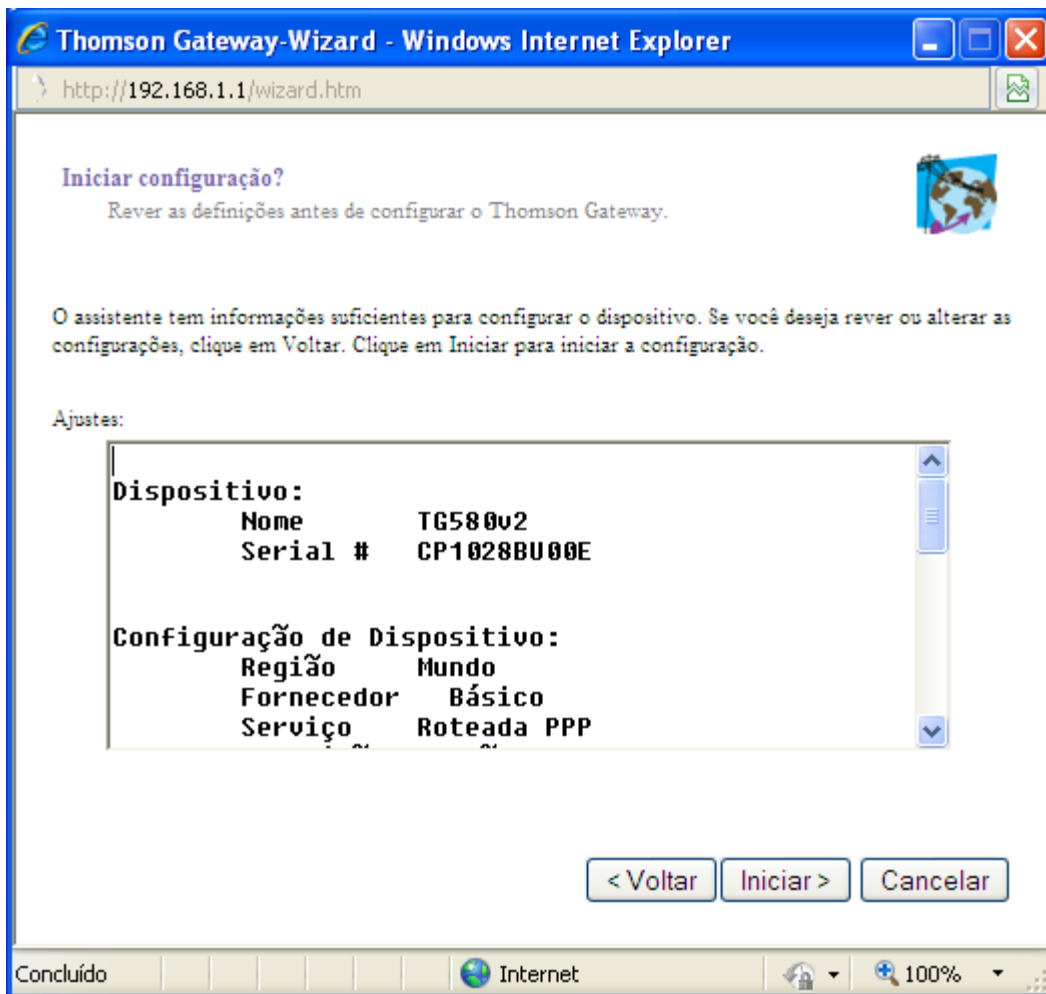 Thomson Gateway-Wizard - Windows Internet Explorer
http://192.168.1.1/wizard.htm
Iniciar configuração?
Rever as definições antes de configurar o Thomson Gateway.
O assistente tem informações suficientes para configurar o dispositivo. Se você deseja rever ou alterar as
configurações, clique em Voltar. Clique em Iniciar para iniciar a configuração.
Ajustes:
Dispositivo:
Nome TG580v2
Serial # CP1028BU00E
Configuração de Dispositivo:
Região Mundo
Fornecedor Básico
Serviço Roteada PPP
< Voltar Iniciar > Cancelar
Concluído Internet 100%